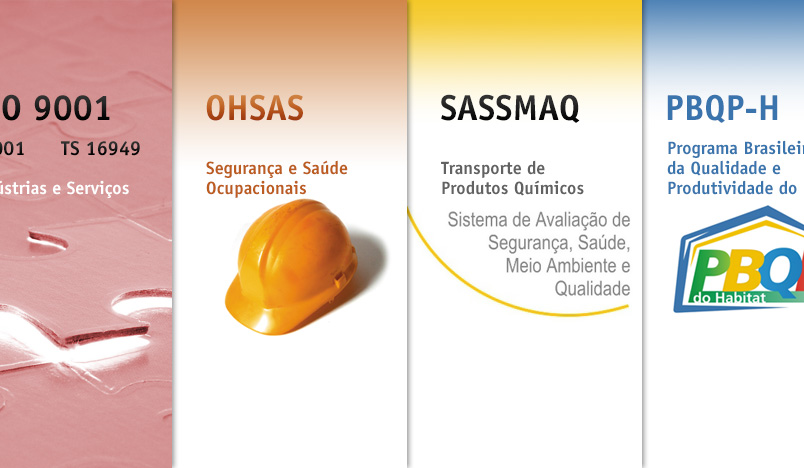 O 9001
001 TS 16949
ústrias e Serviços
OHSAS
Segurança e Saúde
Ocupacionais
SASSMAQ
Transporte de
Produtos Químicos
Sistema de Avaliação de
Segurança, Saúde,
Meio Ambiente e
Qualidade
PBQP-H
Programa Brasilei
da Qualidade e
Produtividade do
PBQ
do Habitat